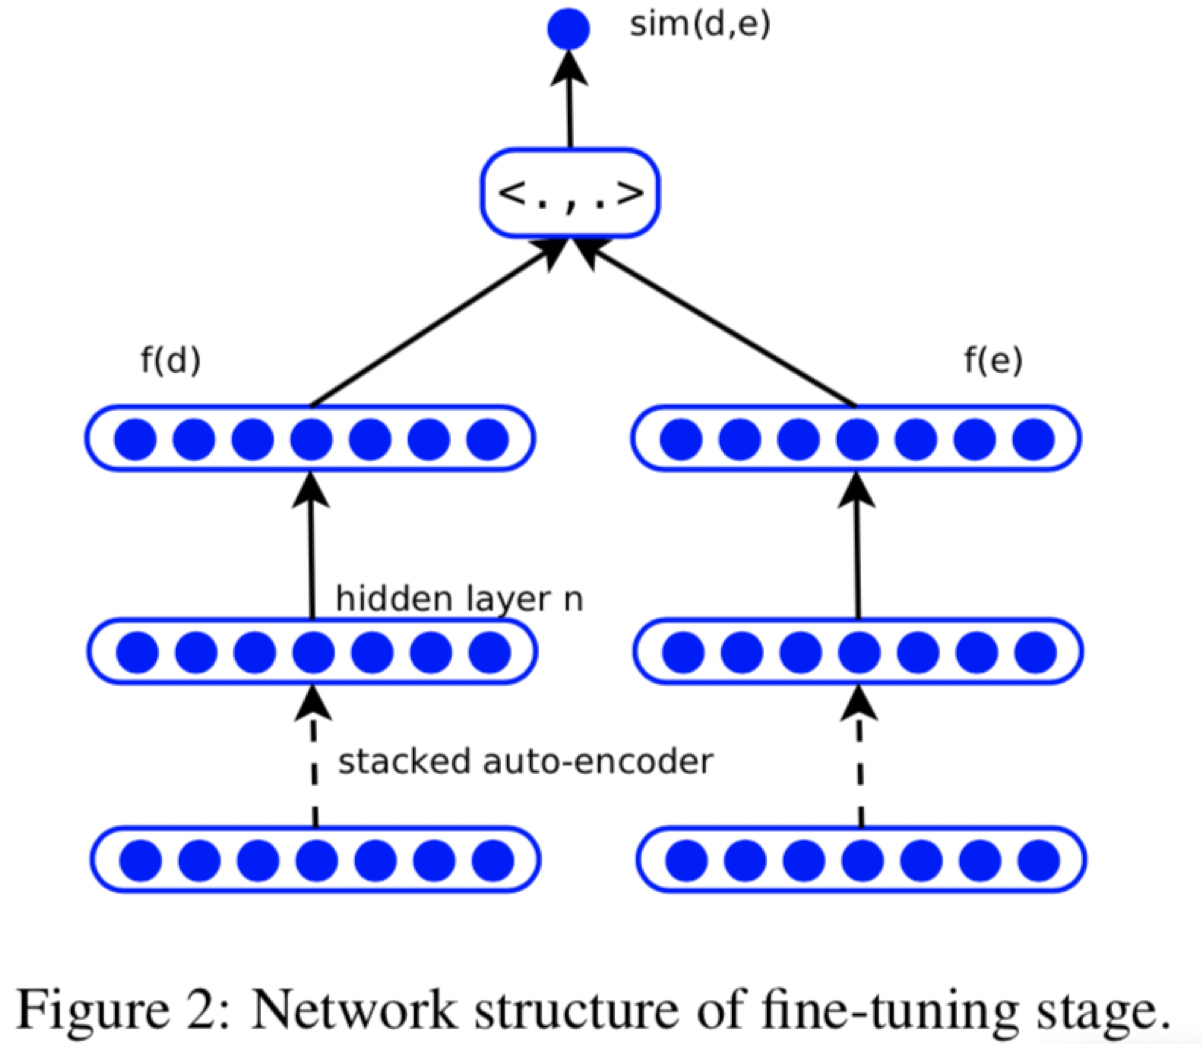 sim(d,e)
<.,.>
f(d)
f(e)
hidden layer n
stacked auto-encoder
Figure 2: Network structure of fine-tuning stage.